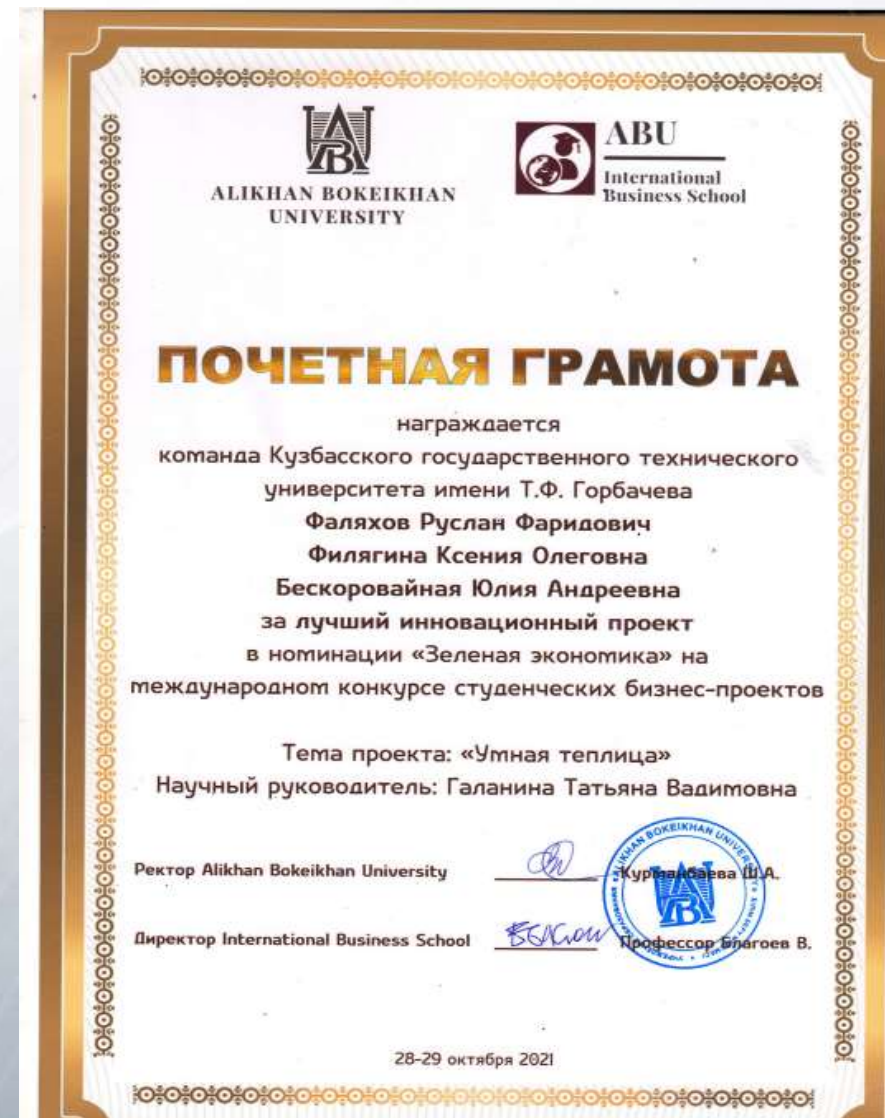 ALIKHAN BOKEIKHAN
UNIVERSITY
ABU
International
Business School
ПОЧЕТНАЯ ГРАМОТА
награждается
команда Кузбасского государственного технического
университета имени Т.Ф. Горбачева
Фаляхов Руслан Фаридович
Филягина Ксения Олеговна
Бескоровайная Юлия Андреевна
за лучший инновационный проект
в номинации «Зеленая экономика» на
международном конкурсе студенческих бизнес-проектов
Тема проекта: «Умная теплица»
Научный руководитель: Галанина Татьяна Вадимовна
Ректор Alikhan Bokeikhan University Курманбаева Ш.А.
Директор International Business School Профессор Благоев В.
ALIKHAN BOKEIKHAN UNIVERSITY
28-29 октября 2021